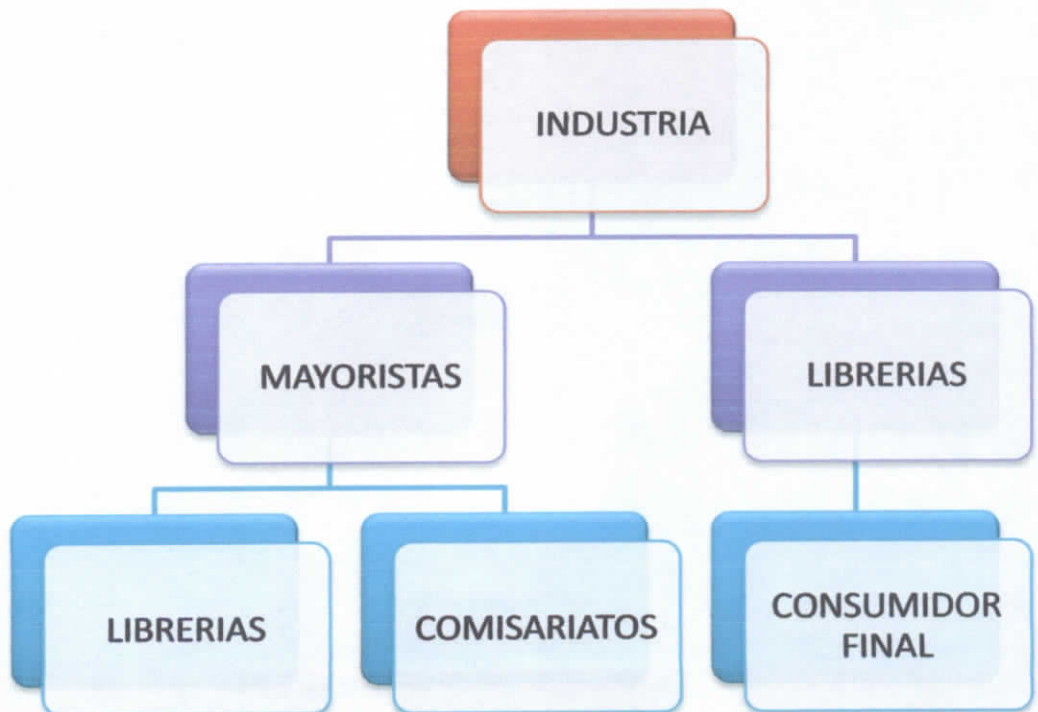 INDUSTRIA
MAYORISTAS
LIBRERIAS
LIBRERIAS
COMISARIATOS
CONSUMIDOR
FINAL